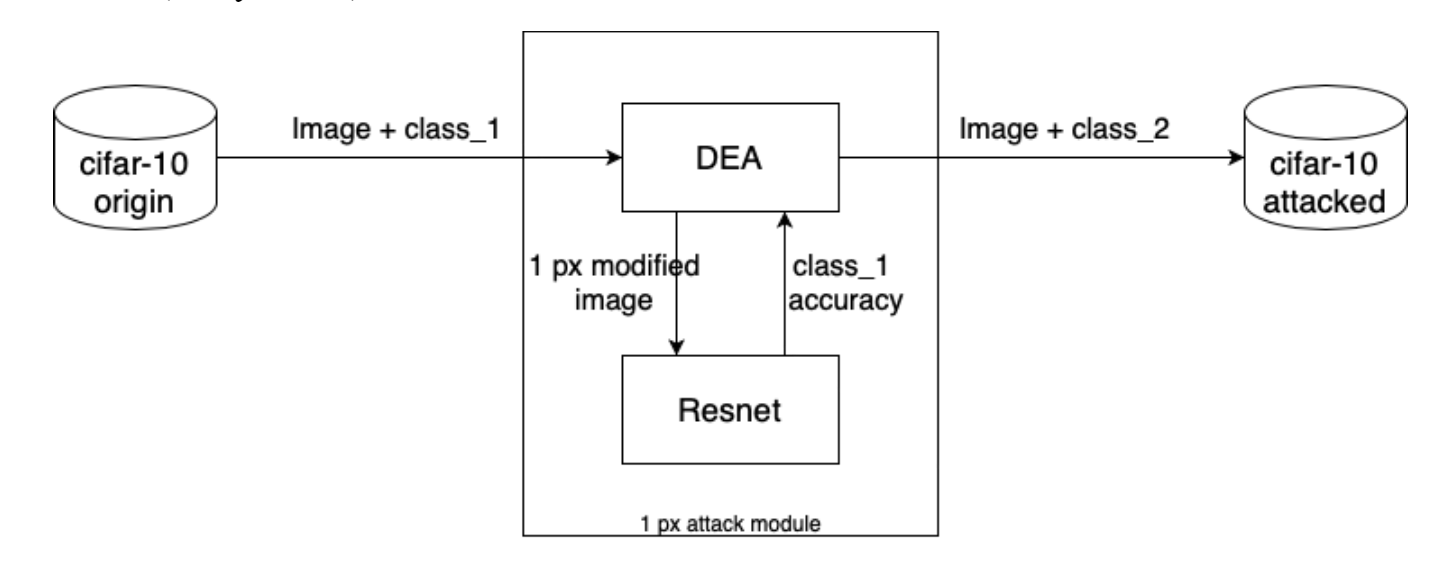 Image + class_1
Image + class_2
cifar-10
origin
DEA
cifar-10
attacked
1 px modified
image
class_1
accuracy
Resnet
1 px attack module